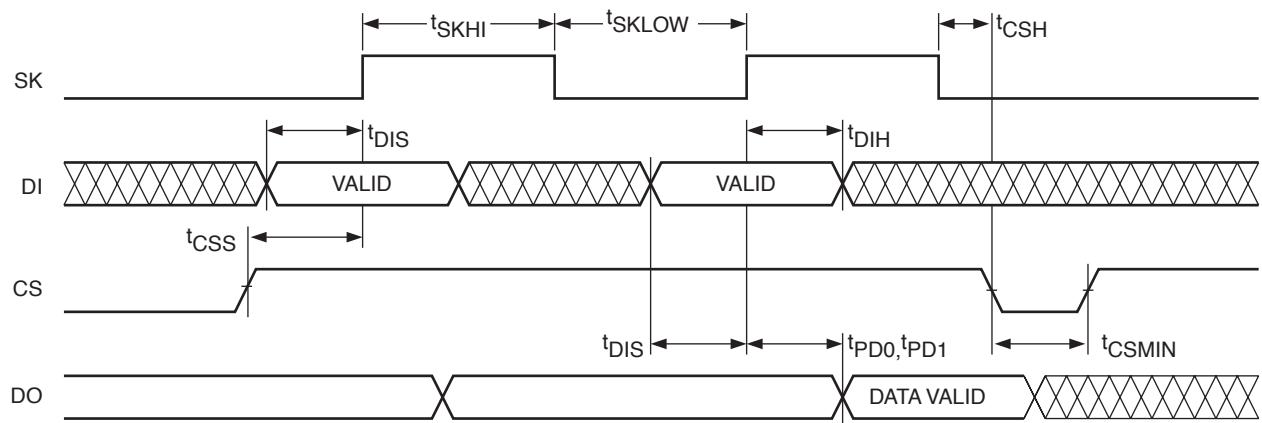 tSKHI tSKLOW tCSH
SK
tDIS tDIH
DI VALID VALID
tCSS
CS
tDIS tPD0,tPD1 tCSMIN
DO DATA VALID